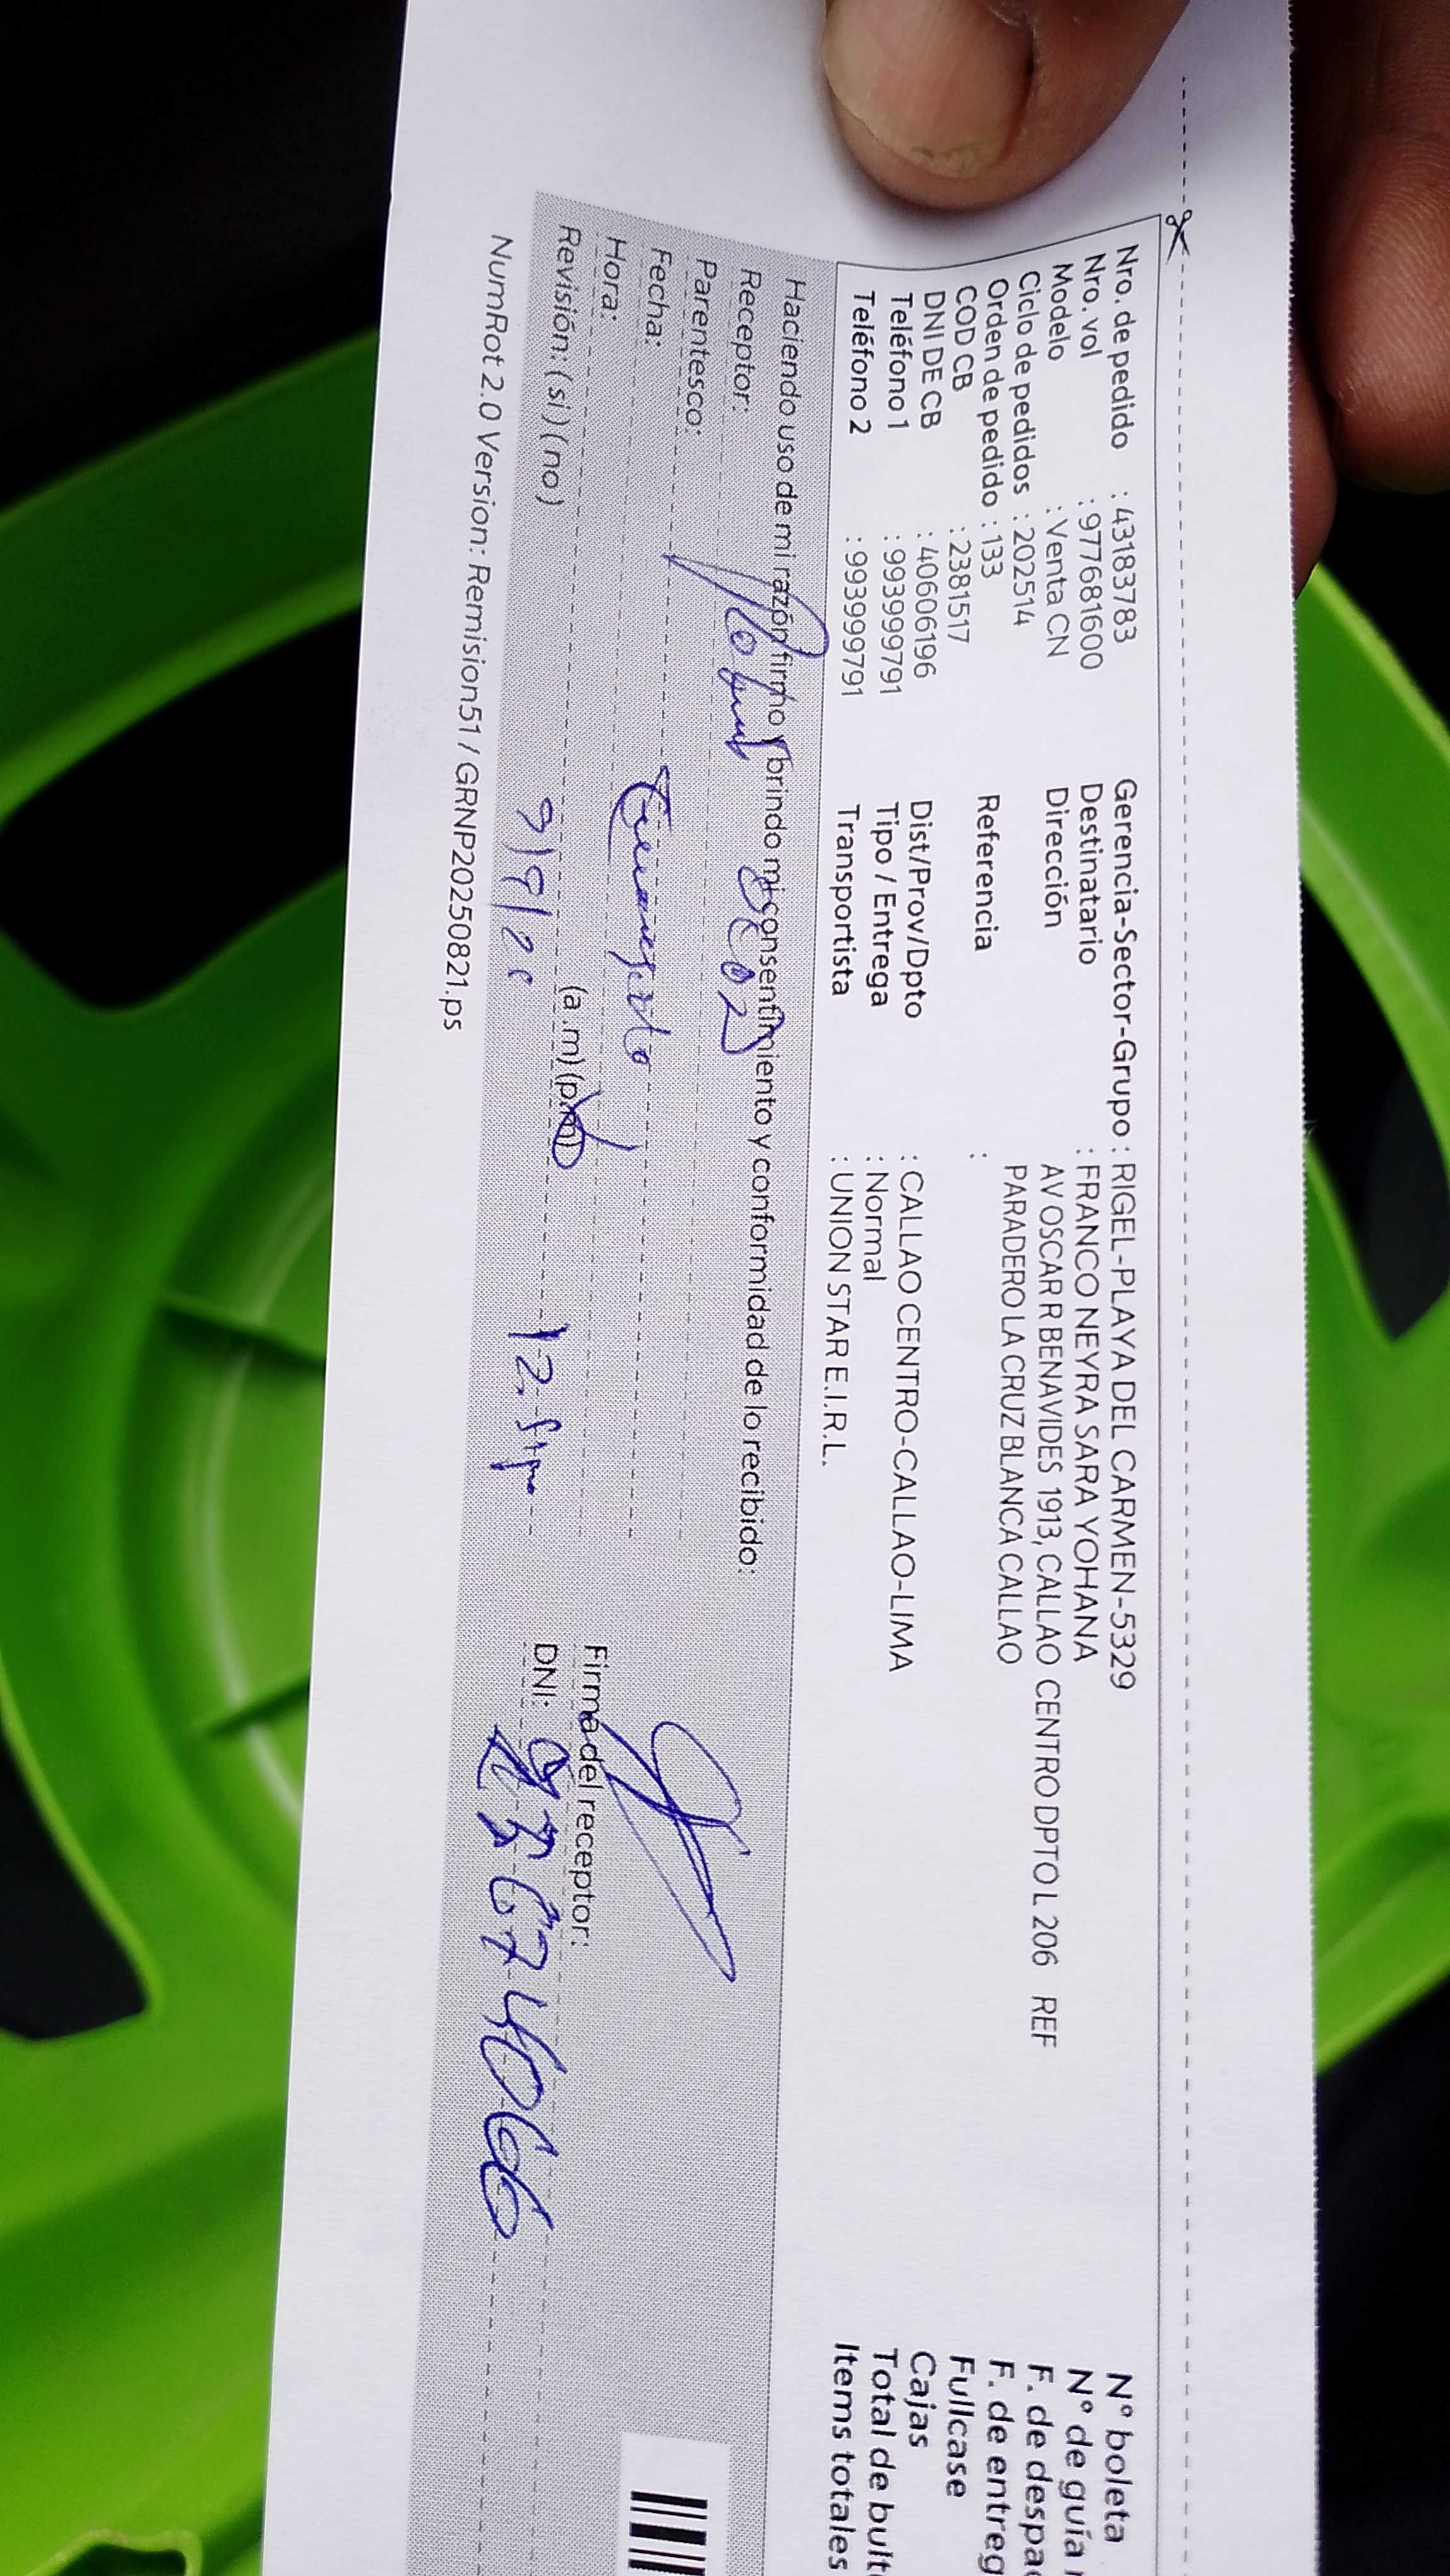 Nro. de pedido : 43183783
Nro. vol : 977681600
Modelo : Venta CN
Ciclo de pedidos : 202514
Orden de pedido : 133
COD CB : 2381517
DNI DE CB : 40606196
Teléfono 1 : 993999791
Teléfono 2 : 993999791
Gerencia-Sector-Grupo : RIGEL-PLAYA DEL CARMEN-5329
Destinatario : FRANCO NEYRA SARA YOHANA
Dirección AV OSCAR R BENAVIDES 1913, CALLAO CENTRO DPTO L 206 REF
PARADERO LA CRUZ BLANCA CALLAO
Referencia :
Dist/Prov/Dpto : CALLAO CENTRO-CALLAO-LIMA
Tipo / Entrega : Normal
Transportista : UNION STAR E.I.R.L.
Nº boleta
Nº de guía
F. de despa
F. de entreg
Fullcase
Cajas
Total de bult
Items totales
Haciendo uso de mi razón firmo y brindo mi consentimiento y conformidad de lo recibido:
Receptor:
Parentesco:
Fecha:
Hora: (a.m) (p.m)
Revisión: (si) (no)
Firma del receptor:
DNI:
NumRot 2.0 Version: Remision51 / GRNP20250821.ps